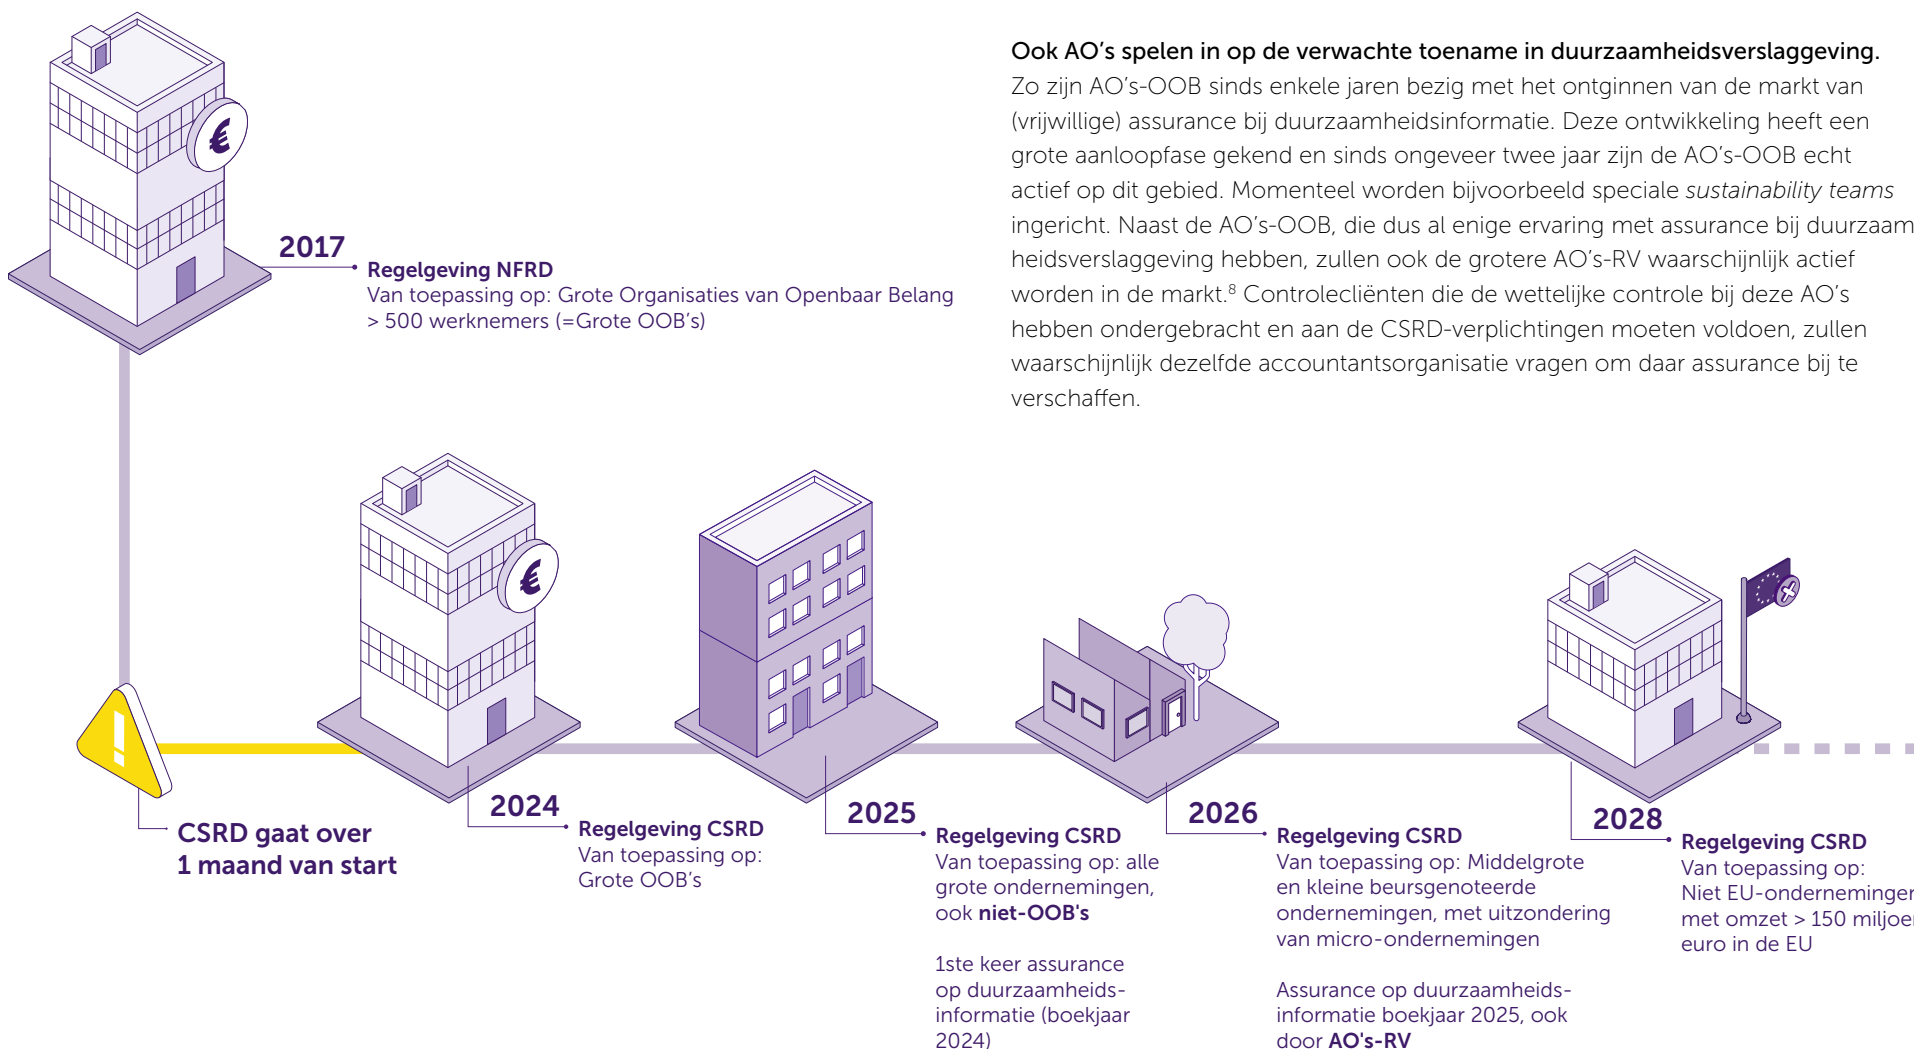 Ook AO’s spelen in op de verwachte toename in duurzaamheidsverslaggeving.
Zo zijn AO’s-OOB sinds enkele jaren bezig met het ontginnen van de markt van
(vrijwillige) assurance bij duurzaamheidsinformatie. Deze ontwikkeling heeft een
grote aanloopfase gekend en sinds ongeveer twee jaar zijn de AO’s-OOB echt
actief op dit gebied. Momenteel worden bijvoorbeeld speciale sustainability teams
ingericht. Naast de AO’s-OOB, die dus al enige ervaring met assurance bij duurzaam
heidsverslaggeving hebben, zullen ook de grotere AO’s-RV waarschijnlijk actief
worden in de markt.⁸ Controlecliënten die de wettelijke controle bij deze AO’s
hebben ondergebracht en aan de CSRD-verplichtingen moeten voldoen, zullen
waarschijnlijk dezelfde accountantsorganisatie vragen om daar assurance bij te
verschaffen.
€
2017
Regelgeving NFRD
Van toepassing op: Grote Organisaties van Openbaar Belang
> 500 werknemers (=Grote OOB’s)
!
CSRD gaat over
1 maand van start
€
2024
Regelgeving CSRD
Van toepassing op:
Grote OOB’s
2025
Regelgeving CSRD
Van toepassing op: alle
grote ondernemingen,
ook niet-OOB's
1ste keer assurance
op duurzaamheids-
informatie (boekjaar
2024)
2026
Regelgeving CSRD
Van toepassing op: Middelgrote
en kleine beursgenoteerde
ondernemingen, met uitzondering
van micro-ondernemingen
Assurance op duurzaamheids-
informatie boekjaar 2025, ook
door AO's-RV
2028
Regelgeving CSRD
Van toepassing op:
Niet EU-ondernemingen
met omzet > 150 miljoen
euro in de EU